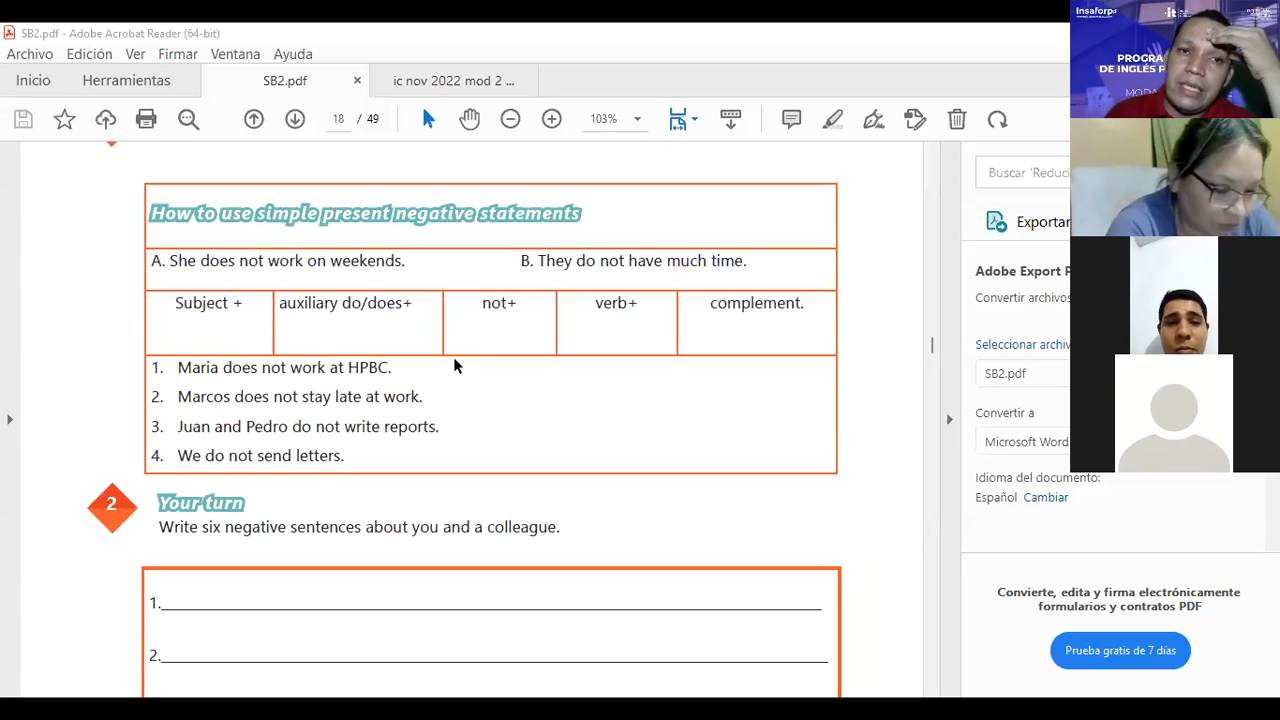 SB2.pdf - Adobe Acrobat Reader (64-bit)
Archivo Edición Ver Firmar Ventana Ayuda
Inicio Herramientas SB2.pdf × ic nov 2022 mod 2 ...
18 / 49 103%
How to use simple present negative statements
A. She does not work on weekends. B. They do not have much time.
Subject + auxiliary do/does+ not+ verb+ complement.
1. Maria does not work at HPBC.
2. Marcos does not stay late at work.
3. Juan and Pedro do not write reports.
4. We do not send letters.
2 Your turn
Write six negative sentences about you and a colleague.
1.
2.
Buscar 'Reduci
Exportar
Adobe Export P
Convertir archivos
Seleccionar archiv
SB2.pdf
Convertir a
Microsoft Word
Idioma del documento:
Español Cambiar
Convierte, edita y firma electrónicamente
formularios y contratos PDF
Prueba gratis de 7 días
Insaforp it
PROGRA
DE INGLÉS P
MODA